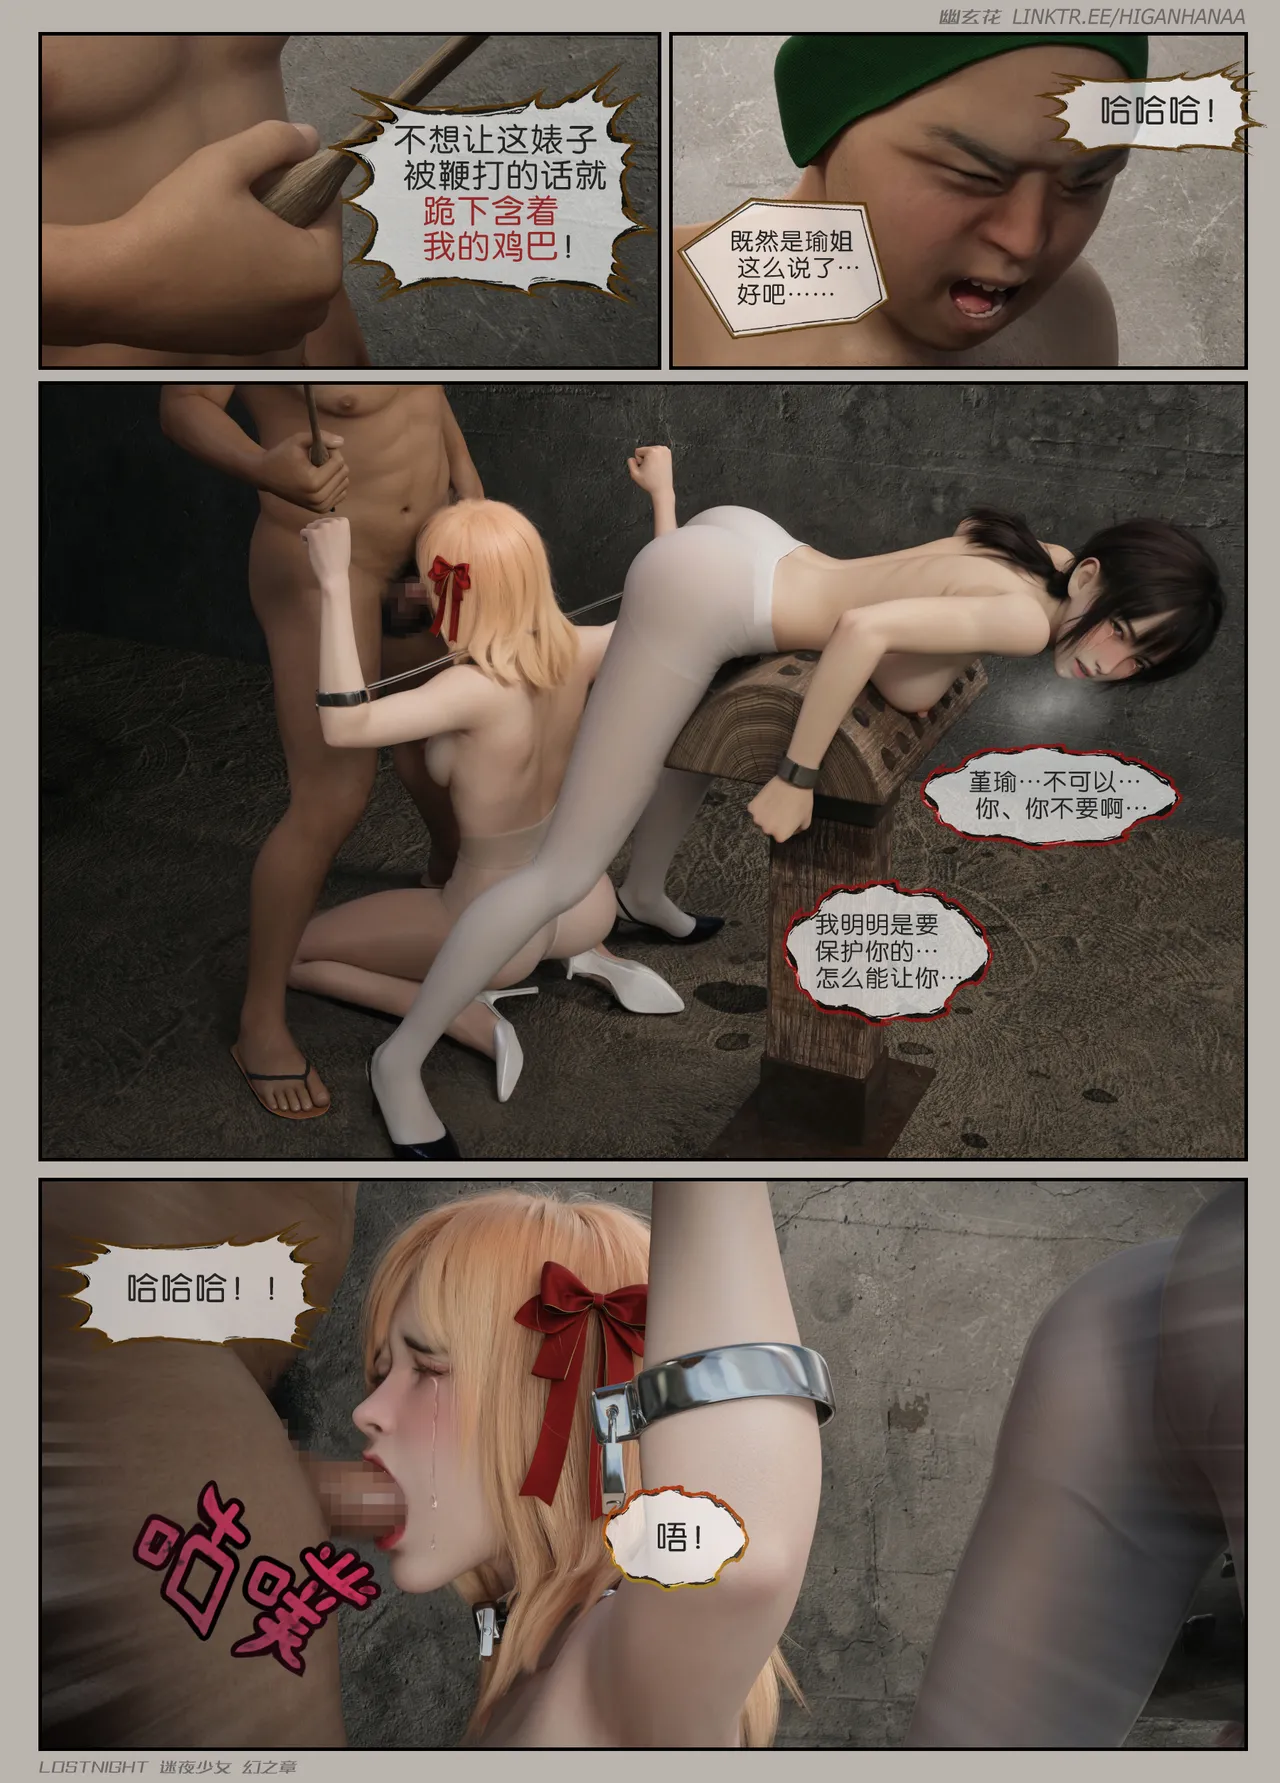 幽玄花 LINKTR.EE/HIGANHANAA
不想让这婊子
被鞭打的话就
跪下含着
我的鸡巴！
哈哈哈！
既然是瑜姐
这么说了…
好吧……
堇瑜…不可以…
你、你不要啊…
我明明是要
保护你的…
怎么能让你…
哈哈哈！！
唔！
咕噗
LOSTNIGHT 迷夜少女 幻之章